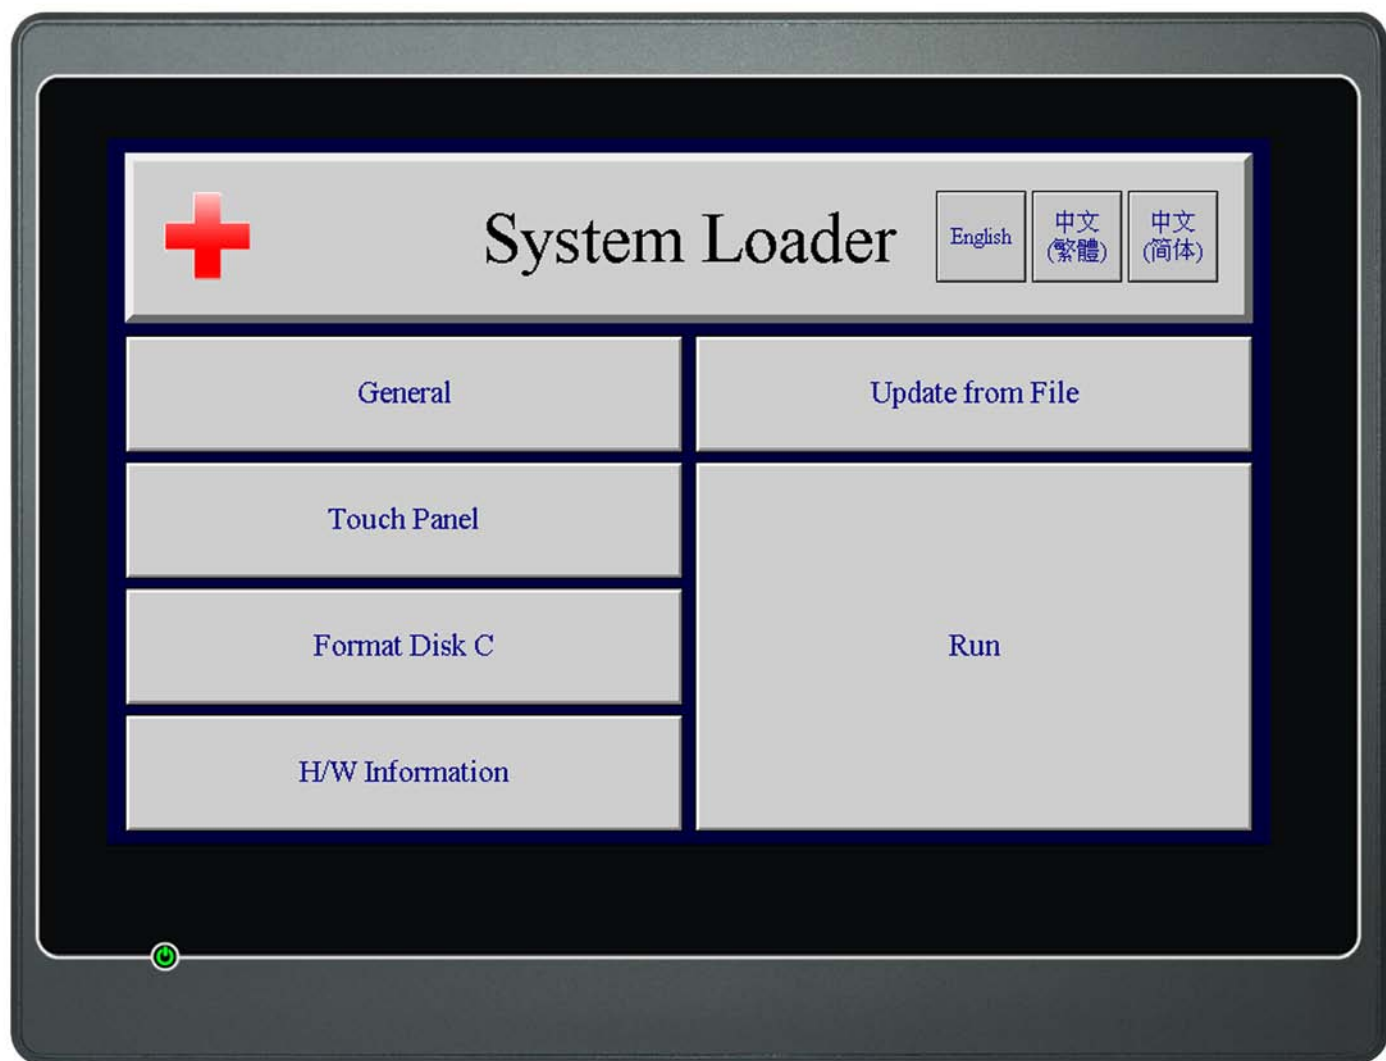 System Loader
English
中文
(繁體)
中文
(简体)
General
Update from File
Touch Panel
Format Disk C
Run
H/W Information